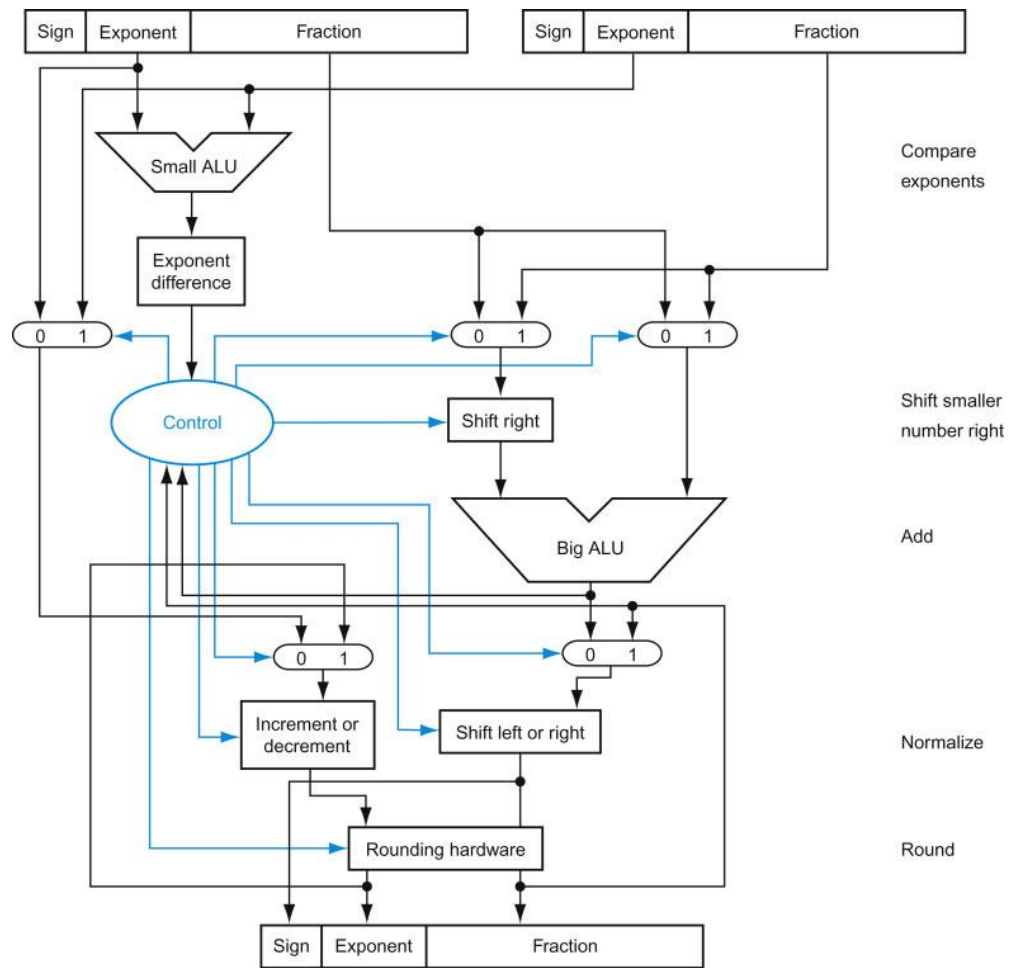 Sign Exponent Fraction
Sign Exponent Fraction
Small ALU
Compare
exponents
Exponent
difference
0 1
0 1
0 1
Control
Shift right
Shift smaller
number right
Big ALU
Add
0 1
0 1
Increment or
decrement
Shift left or right
Normalize
Rounding hardware
Round
Sign Exponent Fraction